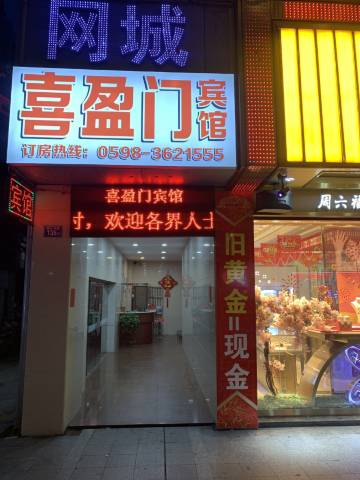 网城
喜盈门宾馆
订房热线: 0598-3621555
宾馆
喜盈门宾馆
时，欢迎各界人士
周六福
旧黄金=现金